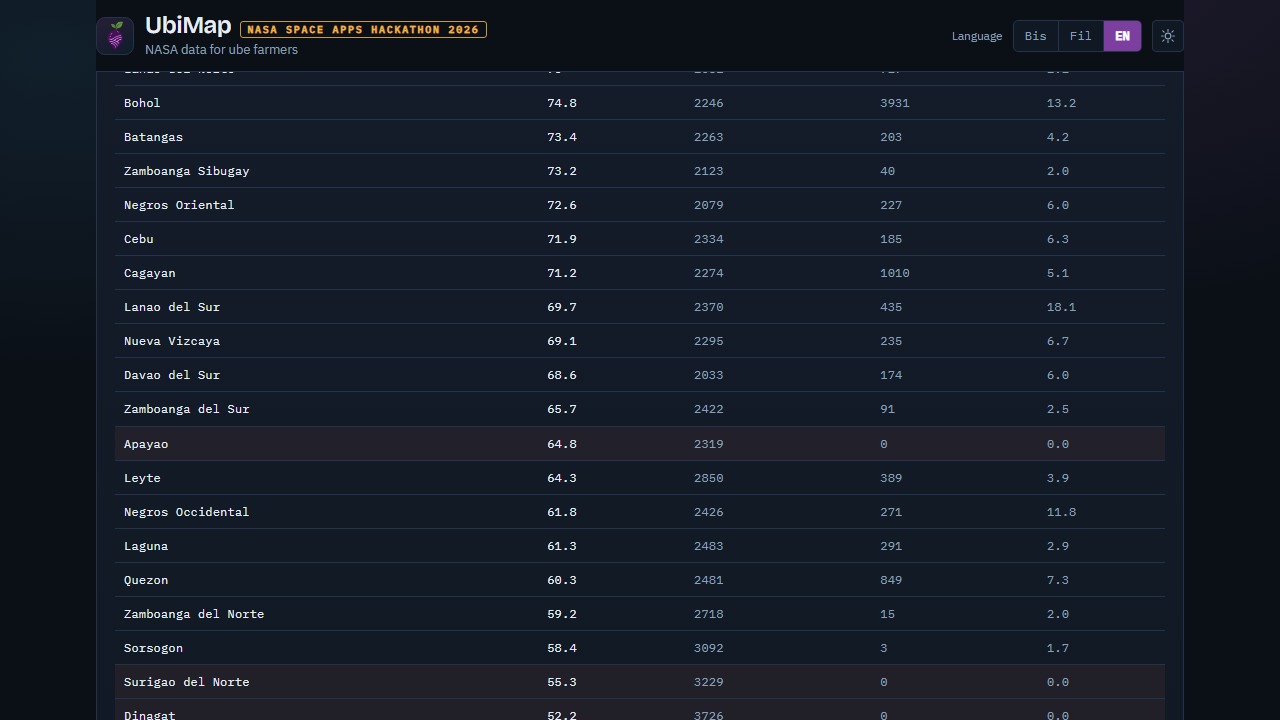 UbiMap NASA SPACE APPS HACKATHON 2026
NASA data for ube farmers
Language Bis Fil EN
Bohol 74.8 2246 3931 13.2
Batangas 73.4 2263 203 4.2
Zamboanga Sibugay 73.2 2123 40 2.0
Negros Oriental 72.6 2079 227 6.0
Cebu 71.9 2334 185 6.3
Cagayan 71.2 2274 1010 5.1
Lanao del Sur 69.7 2370 435 18.1
Nueva Vizcaya 69.1 2295 235 6.7
Davao del Sur 68.6 2033 174 6.0
Zamboanga del Sur 65.7 2422 91 2.5
Apayao 64.8 2319 0 0.0
Leyte 64.3 2850 389 3.9
Negros Occidental 61.8 2426 271 11.8
Laguna 61.3 2483 291 2.9
Quezon 60.3 2481 849 7.3
Zamboanga del Norte 59.2 2718 15 2.0
Sorsogon 58.4 3092 3 1.7
Surigao del Norte 55.3 3229 0 0.0
Dinagat 52.2 3726 0 0.0